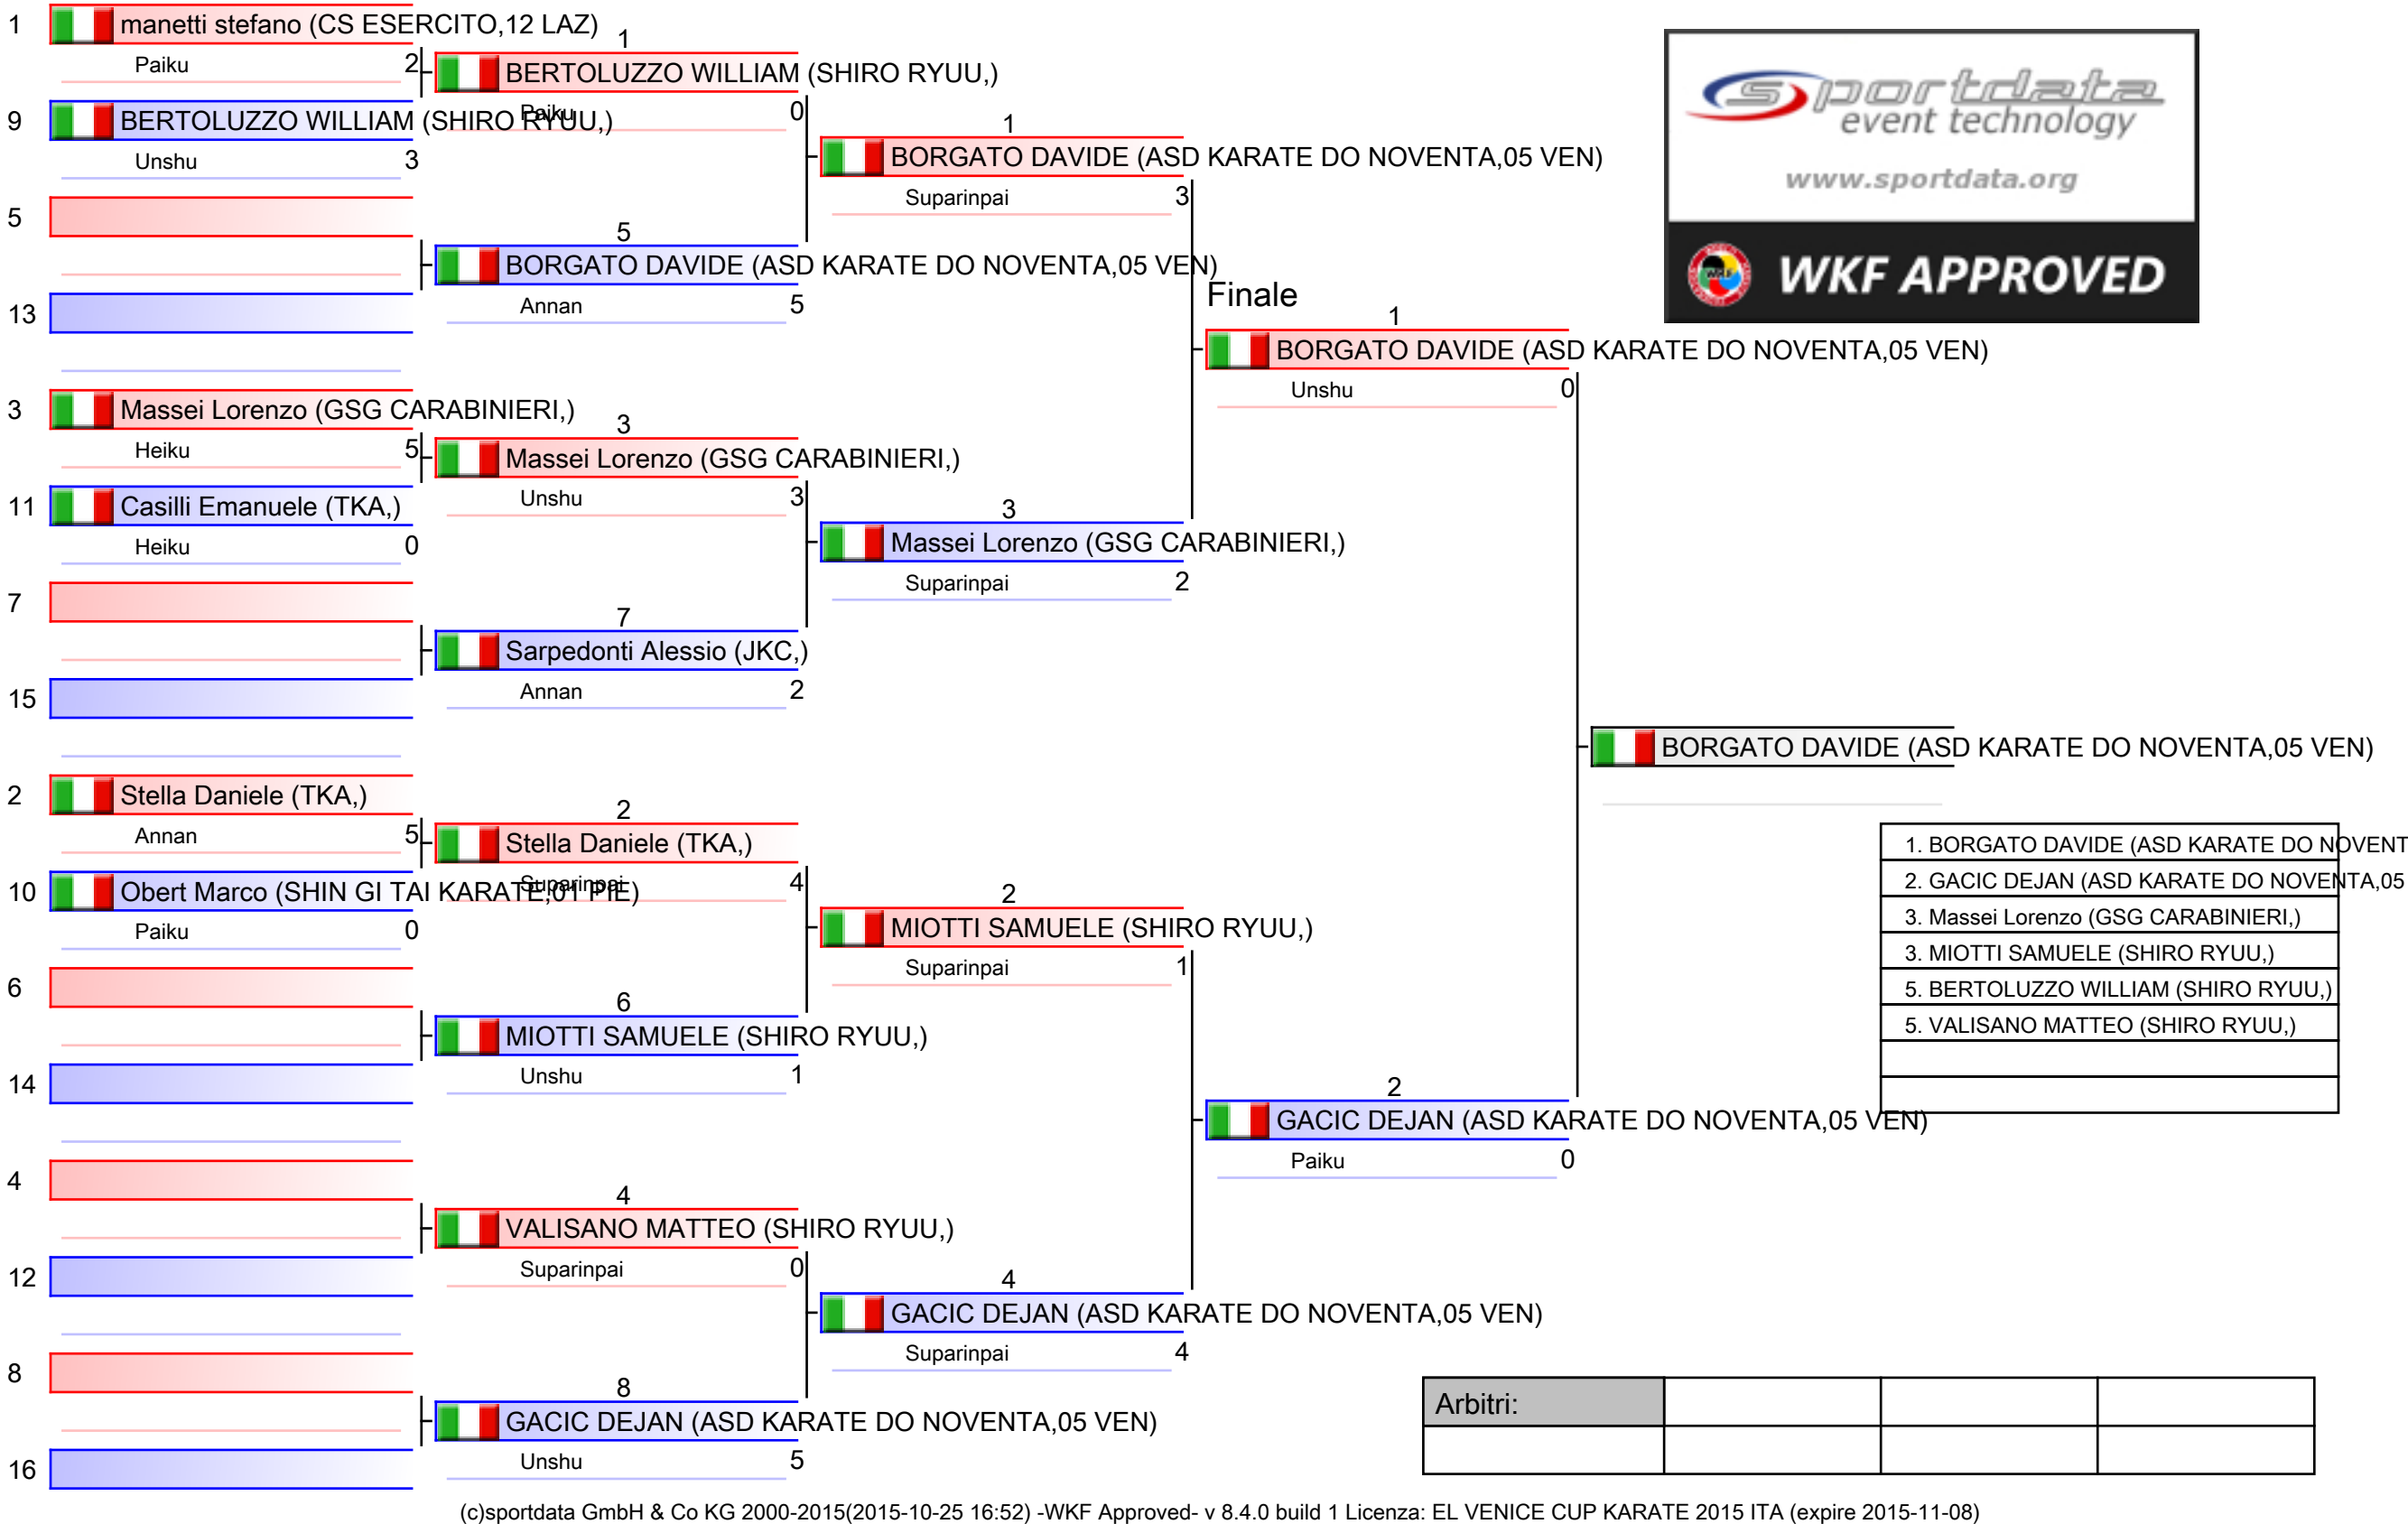 1 manetti stefano (CS ESERCITO,12 LAZ)
Paiku 2
9 BERTOLUZZO WILLIAM (SHIRO RYUU,)
Unshu 3
5
13
3 Massei Lorenzo (GSG CARABINIERI,)
Heiku 5
11 Casilli Emanuele (TKA,)
Heiku 0
7
15
2 Stella Daniele (TKA,)
Annan 5
10 Obert Marco (SHIN GI TAI KARATE,01 PIE)
Paiku 0
6
14
4
12
8
16
1
BERTOLUZZO WILLIAM (SHIRO RYUU,)
Paiku 0
5
BORGATO DAVIDE (ASD KARATE DO NOVENTA,05 VEN)
Annan 5
3
Massei Lorenzo (GSG CARABINIERI,)
Unshu 3
7
Sarpedonti Alessio (JKC,)
Annan 2
2
Stella Daniele (TKA,)
Suparinpai 4
6
MIOTTI SAMUELE (SHIRO RYUU,)
Unshu 1
4
VALISANO MATTEO (SHIRO RYUU,)
Suparinpai 0
8
GACIC DEJAN (ASD KARATE DO NOVENTA,05 VEN)
Unshu 5
1
BORGATO DAVIDE (ASD KARATE DO NOVENTA,05 VEN)
Suparinpai 3
3
Massei Lorenzo (GSG CARABINIERI,)
Suparinpai 2
2
MIOTTI SAMUELE (SHIRO RYUU,)
Suparinpai 1
4
GACIC DEJAN (ASD KARATE DO NOVENTA,05 VEN)
Suparinpai 4
Finale
1
BORGATO DAVIDE (ASD KARATE DO NOVENTA,05 VEN)
Unshu 0
2
GACIC DEJAN (ASD KARATE DO NOVENTA,05 VEN)
Paiku 0
BORGATO DAVIDE (ASD KARATE DO NOVENTA,05 VEN)
sportdata
event technology
www.sportdata.org
WKF
WKF APPROVED
1. BORGATO DAVIDE (ASD KARATE DO NOVENT
2. GACIC DEJAN (ASD KARATE DO NOVENTA,05
3. Massei Lorenzo (GSG CARABINIERI,)
3. MIOTTI SAMUELE (SHIRO RYUU,)
5. BERTOLUZZO WILLIAM (SHIRO RYUU,)
5. VALISANO MATTEO (SHIRO RYUU,)
Arbitri:
(c)sportdata GmbH & Co KG 2000-2015(2015-10-25 16:52) -WKF Approved- v 8.4.0 build 1 Licenza: EL VENICE CUP KARATE 2015 ITA (expire 2015-11-08)